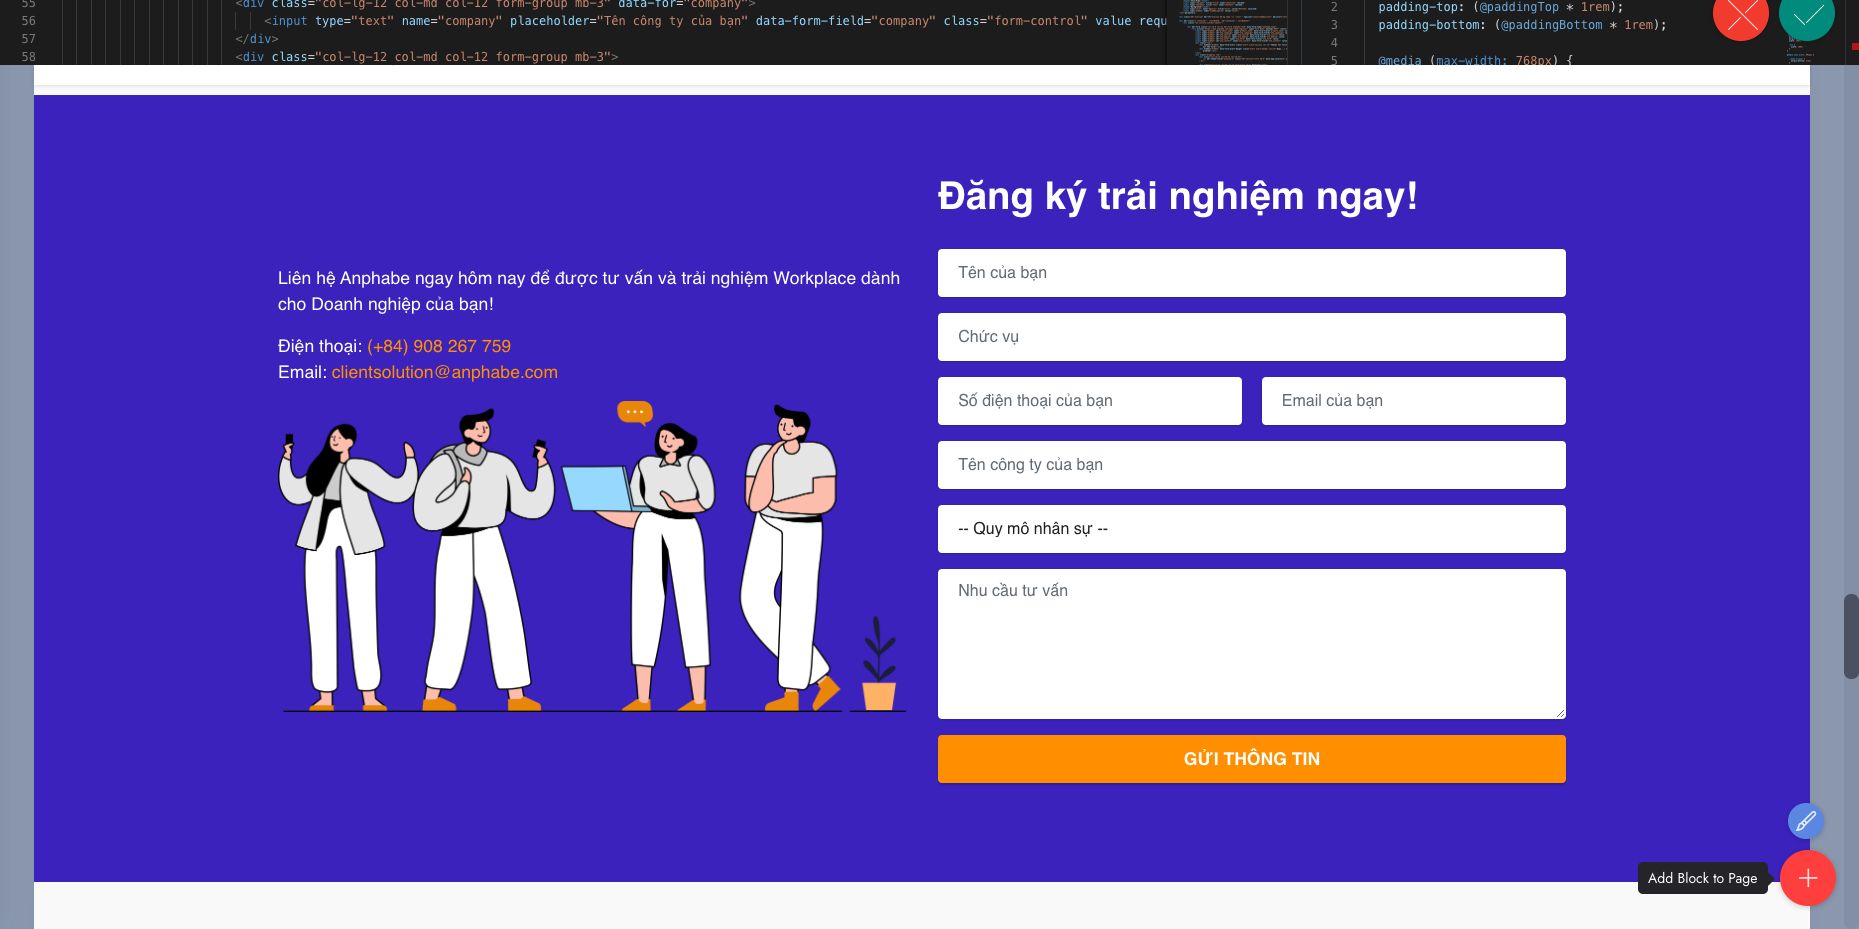 55
<div class="col-lg-12 col-md col-12 form-group mb-3" data-for="company">
56
<input type="text" name="company" placeholder="Tên công ty của bạn" data-form-field="company" class="form-control" value requ
57
</div>
58
<div class="col-lg-12 col-md col-12 form-group mb-3">
2
padding-top: (@paddingTop * 1rem);
3
padding-bottom: (@paddingBottom * 1rem);
4
5
@media (max-width: 768px) {
Đăng ký trải nghiệm ngay!
Liên hệ Anphabe ngay hôm nay để được tư vấn và trải nghiệm Workplace dành
cho Doanh nghiệp của bạn!
Điện thoại: (+84) 908 267 759
Email: clientsolution@anphabe.com
Tên của bạn
Chức vụ
Số điện thoại của bạn
Email của bạn
Tên công ty của bạn
-- Quy mô nhân sự --
Nhu cầu tư vấn
GỬI THÔNG TIN
Add Block to Page